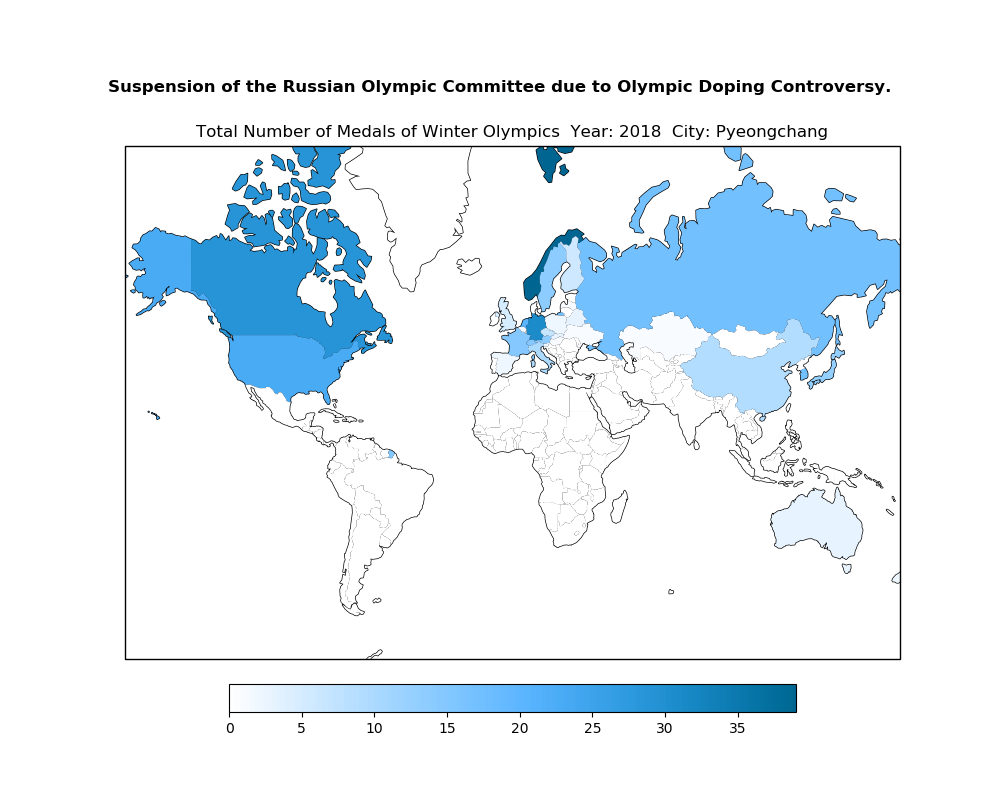 Suspension of the Russian Olympic Committee due to Olympic Doping Controversy.
Total Number of Medals of Winter Olympics  Year: 2018  City: Pyeongchang
0 5 10 15 20 25 30 35